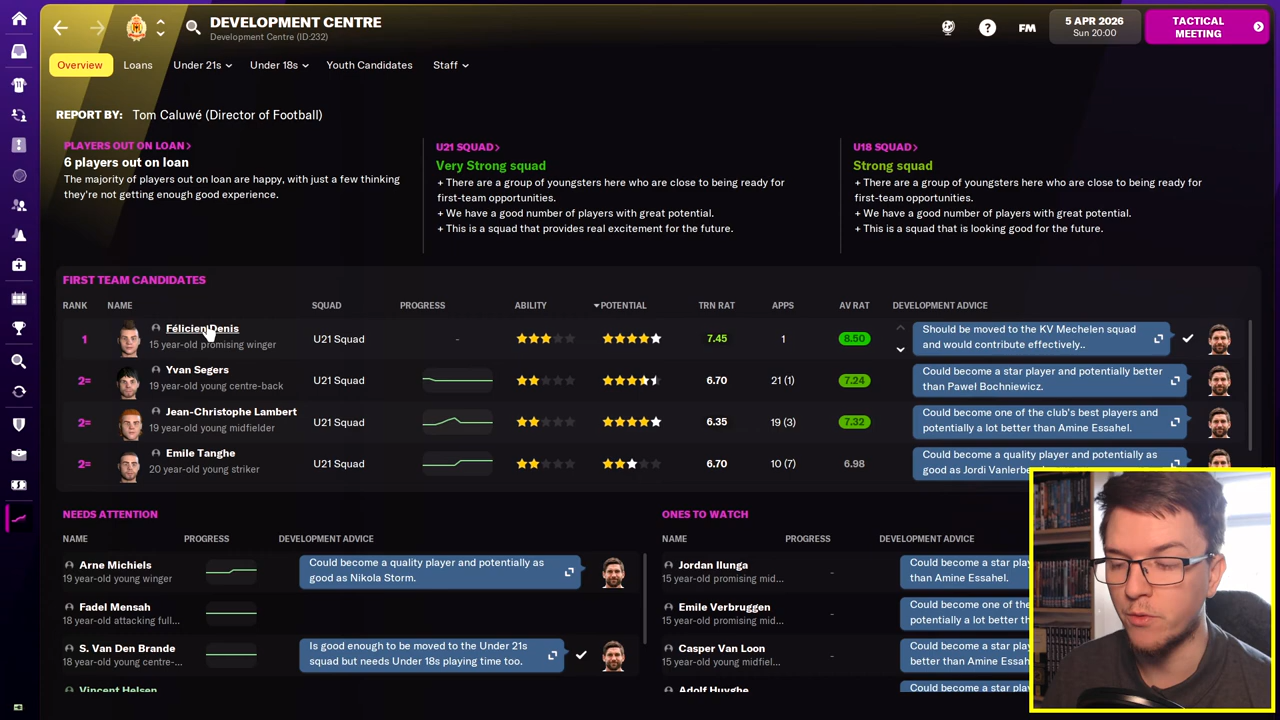 DEVELOPMENT CENTRE
Development Centre (ID:232)
FM
5 APR 2026
Sun 20:00
TACTICAL
MEETING
Overview
Loans
Under 21s
Under 18s
Youth Candidates
Staff
REPORT BY: Tom Caluwé (Director of Football)
PLAYERS OUT ON LOAN
6 players out on loan
The majority of players out on loan are happy, with just a few thinking
they're not getting enough good experience.
U21 SQUAD
Very Strong squad
+ There are a group of youngsters here who are close to being ready for
first-team opportunities.
+ We have a good number of players with great potential.
+ This is a squad that provides real excitement for the future.
U18 SQUAD
Strong squad
+ There are a group of youngsters here who are close to being ready for
first-team opportunities.
+ We have a good number of players with great potential.
+ This is a squad that is looking good for the future.
FIRST TEAM CANDIDATES
RANK NAME SQUAD PROGRESS ABILITY POTENTIAL TRN RAT APPS AV RAT DEVELOPMENT ADVICE
1 Félicien Denis U21 Squad - 7.45 1 8.50
15 year-old promising winger
Should be moved to the KV Mechelen squad
and would contribute effectively..
2= Yvan Segers U21 Squad 6.70 21 (1) 7.24
19 year-old young centre-back
Could become a star player and potentially better
than Paweł Bochniewicz.
2= Jean-Christophe Lambert U21 Squad 6.35 19 (3) 7.32
19 year-old young midfielder
Could become one of the club's best players and
potentially a lot better than Amine Essahel.
2= Emile Tanghe U21 Squad 6.70 10 (7) 6.98
20 year-old young striker
Could become a quality player and potentially as
good as Jordi
NEEDS ATTENTION
NAME PROGRESS DEVELOPMENT ADVICE
Arne Michiels
19 year-old young winger
Could become a quality player and potentially as
good as Nikola Storm.
Fadel Mensah
18 year-old attacking full...
S. Van Den Brande
18 year-old young centre-...
Is good enough to be moved to the Under 21s
squad but needs Under 18s playing time too.
Vincent Helsen
ONES TO WATCH
NAME PROGRESS DEVELOPMENT ADVICE
Jordan Ilunga
15 year-old promising mid...
Could become a star
than Amine Essahel.
Emile Verbruggen
15 year-old promising mid...
Could become one of the
potentially a lot better
Casper Van Loon
15 year-old young midfiel...
Could become a star
better than Amine
Adolf Huyghe
Could become a star